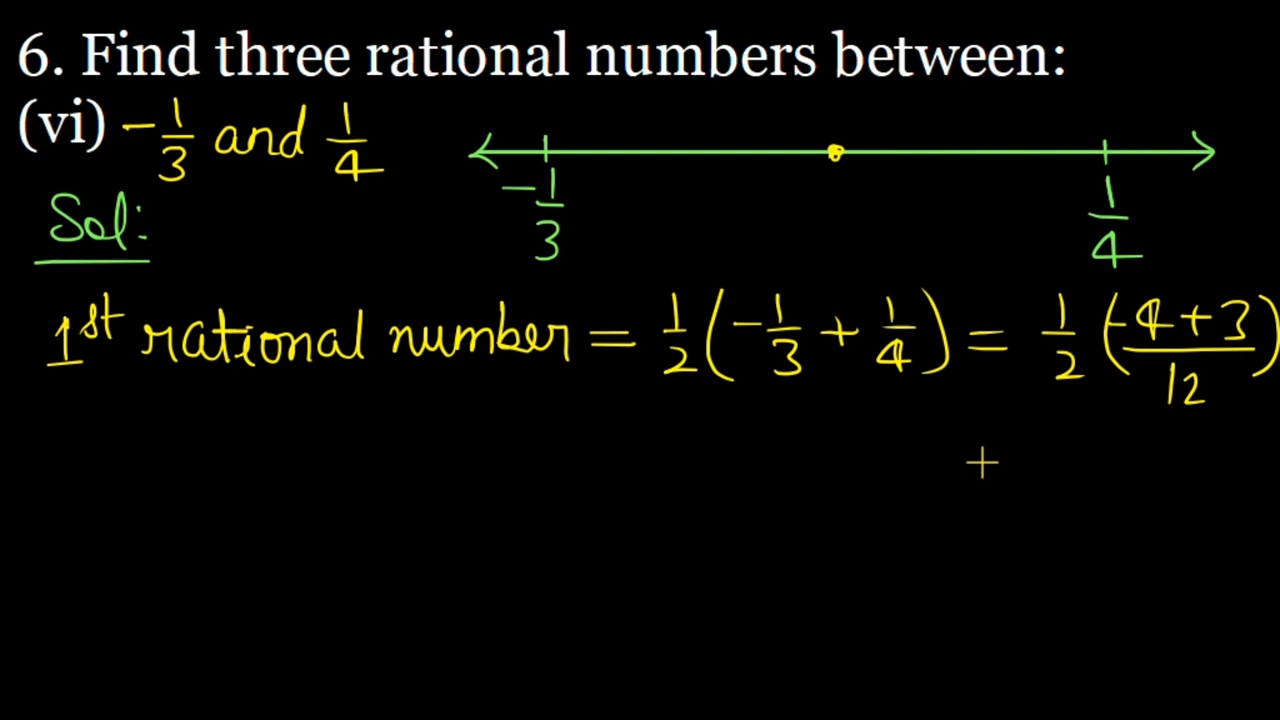 6. Find three rational numbers between:
(vi) -1/3 and 1/4
-1/3 1/4
Sol:
1st rational number = 1/2 (-1/3 + 1/4) = 1/2 ((-4+3)/12)